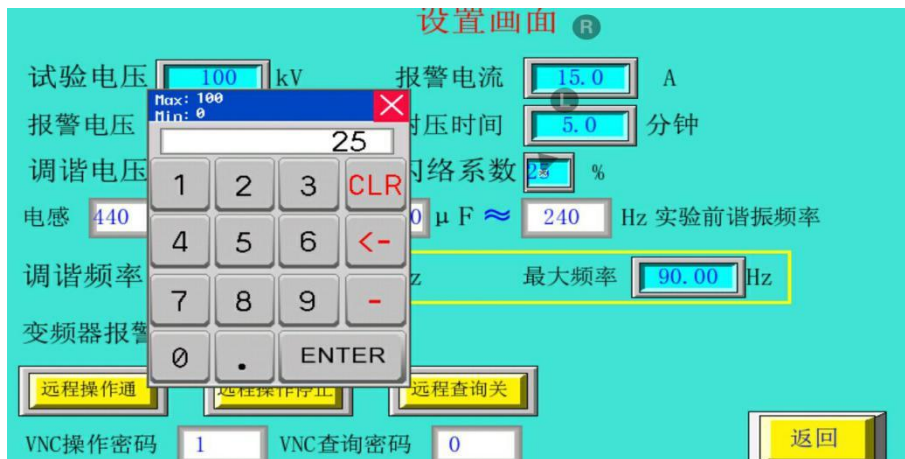 设置画面 R
试验电压 100 kV 报警电流 15.0 A
Max: 100
Min: 0
25
报警电压 耐压时间 5.0 分钟
L
调谐电压 闪络系数 25 %
1 2 3 CLR
电感 440 0 μF ≈ 240 Hz 实验前谐振频率
4 5 6 <-
调谐频率 z 最大频率 90.00 Hz
7 8 9 -
变频器报警
0 . ENTER
远程操作通 远程操作停止 远程查询关
VNC操作密码 1 VNC查询密码 0 返回